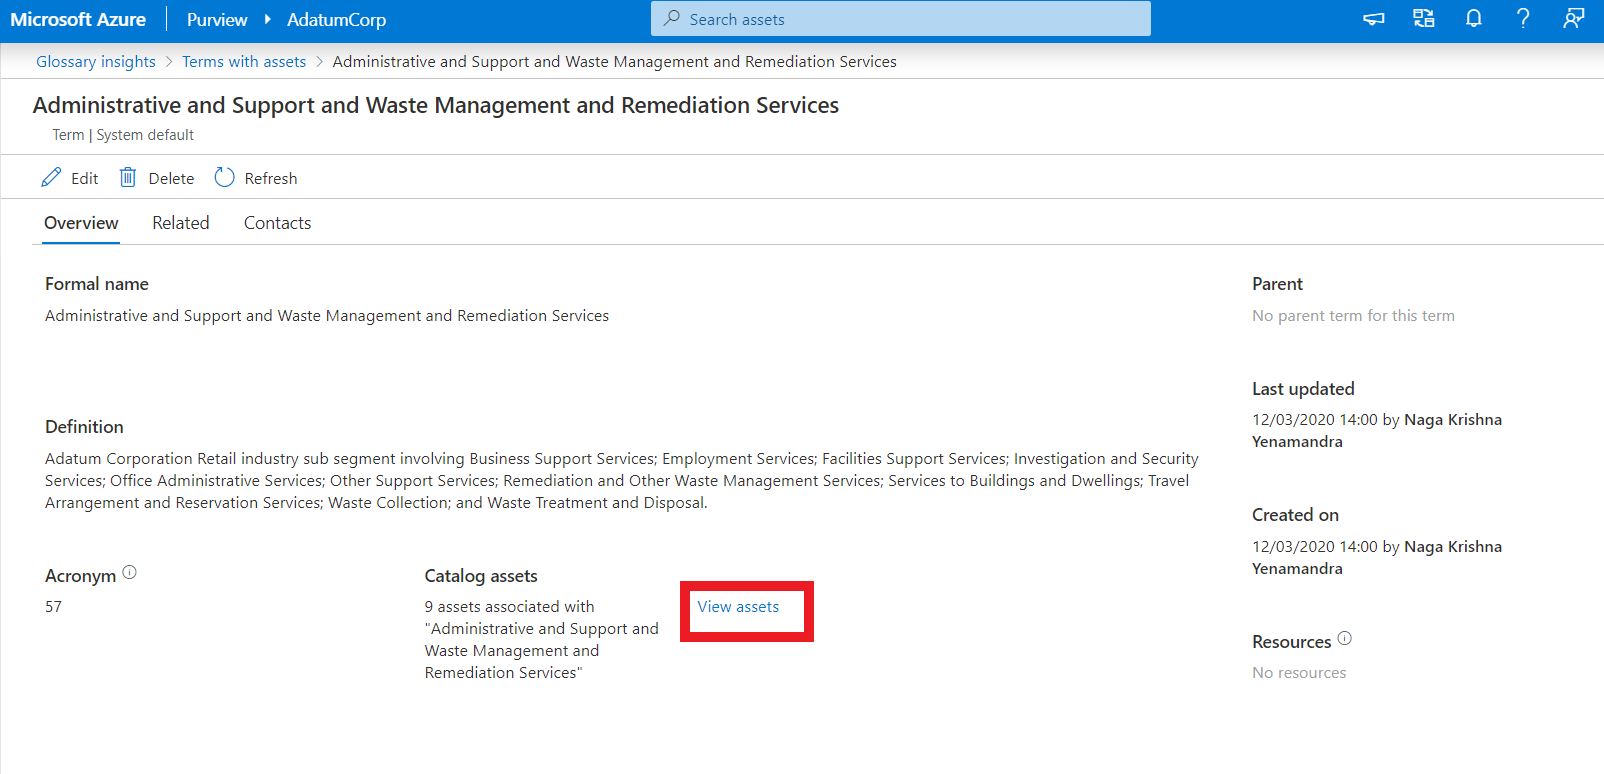 Microsoft Azure Purview AdatumCorp Search assets
Glossary insights > Terms with assets > Administrative and Support and Waste Management and Remediation Services
Administrative and Support and Waste Management and Remediation Services
Term | System default
Edit Delete Refresh
Overview Related Contacts
Formal name
Administrative and Support and Waste Management and Remediation Services
Definition
Adatum Corporation Retail industry sub segment involving Business Support Services; Employment Services; Facilities Support Services; Investigation and Security
Services; Office Administrative Services; Other Support Services; Remediation and Other Waste Management Services; Services to Buildings and Dwellings; Travel
Arrangement and Reservation Services; Waste Collection; and Waste Treatment and Disposal.
Acronym
57
Catalog assets
9 assets associated with
"Administrative and Support and
Waste Management and
Remediation Services"
View assets
Parent
No parent term for this term
Last updated
12/03/2020 14:00 by Naga Krishna
Yenamandra
Created on
12/03/2020 14:00 by Naga Krishna
Yenamandra
Resources
No resources